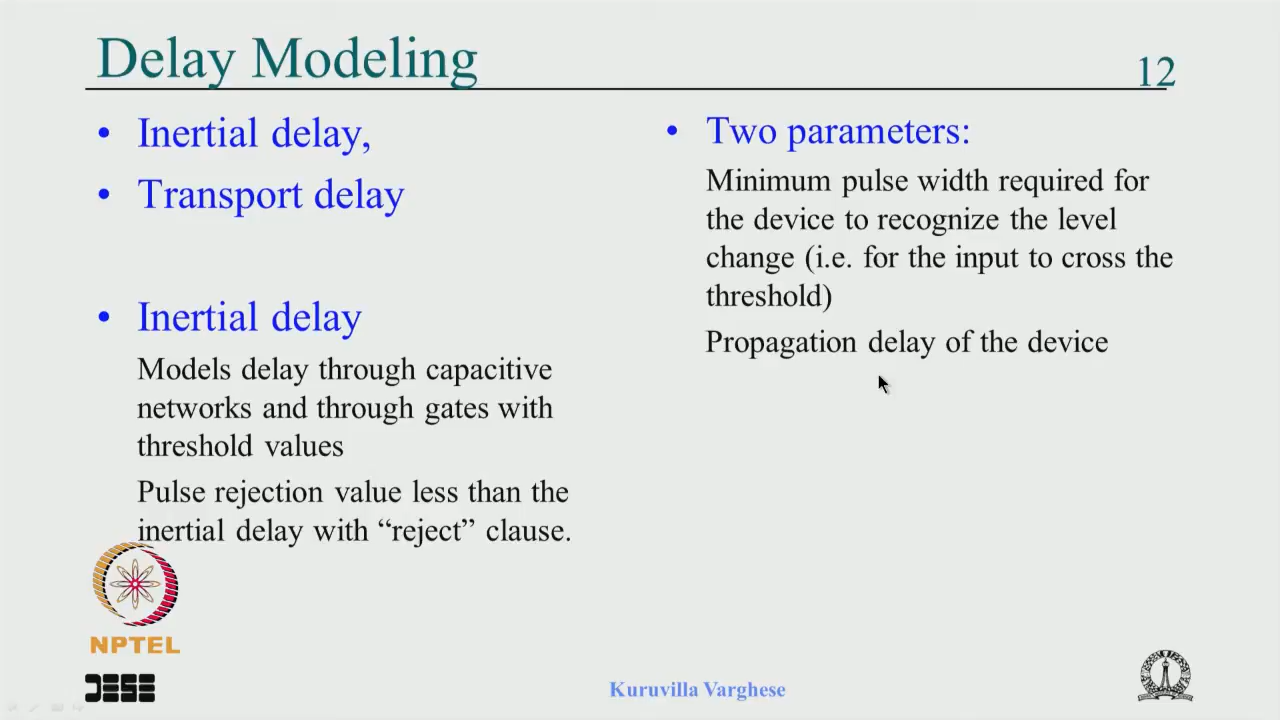 Delay Modeling
12
• Inertial delay,
• Transport delay
• Inertial delay
Models delay through capacitive
networks and through gates with
threshold values
Pulse rejection value less than the
inertial delay with “reject” clause.
• Two parameters:
Minimum pulse width required for
the device to recognize the level
change (i.e. for the input to cross the
threshold)
Propagation delay of the device
NPTEL
DESE
Kuruvilla Varghese